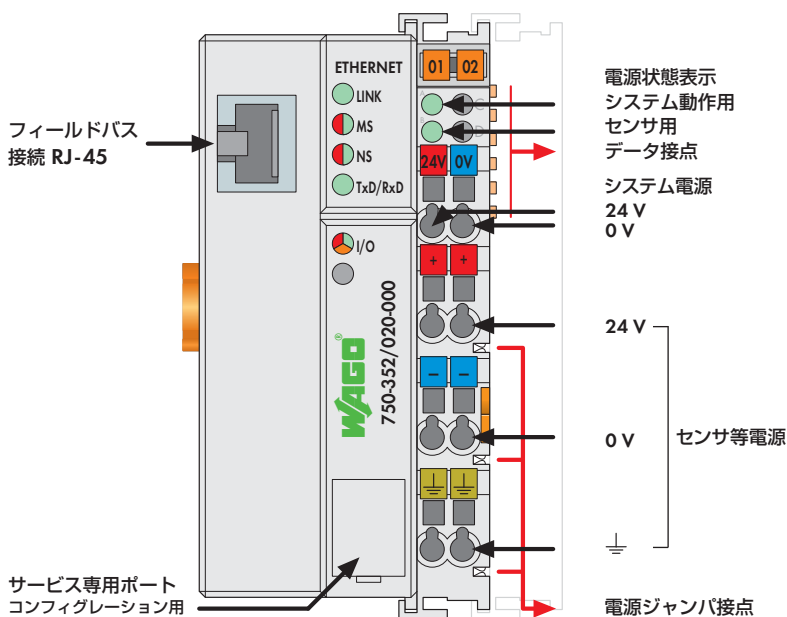 フィールドバス
接続 RJ-45
サービス専用ポート
コンフィグレーション用
ETHERNET
LINK
MS
NS
TxD/RxD
I/O
WAGO
750-352/020-000
01 02
A C
B D
24V 0V
+ +
− −
電源状態表示
システム動作用
センサ用
データ接点
システム電源
24 V
0 V
24 V
0 V
センサ等電源
電源ジャンパ接点